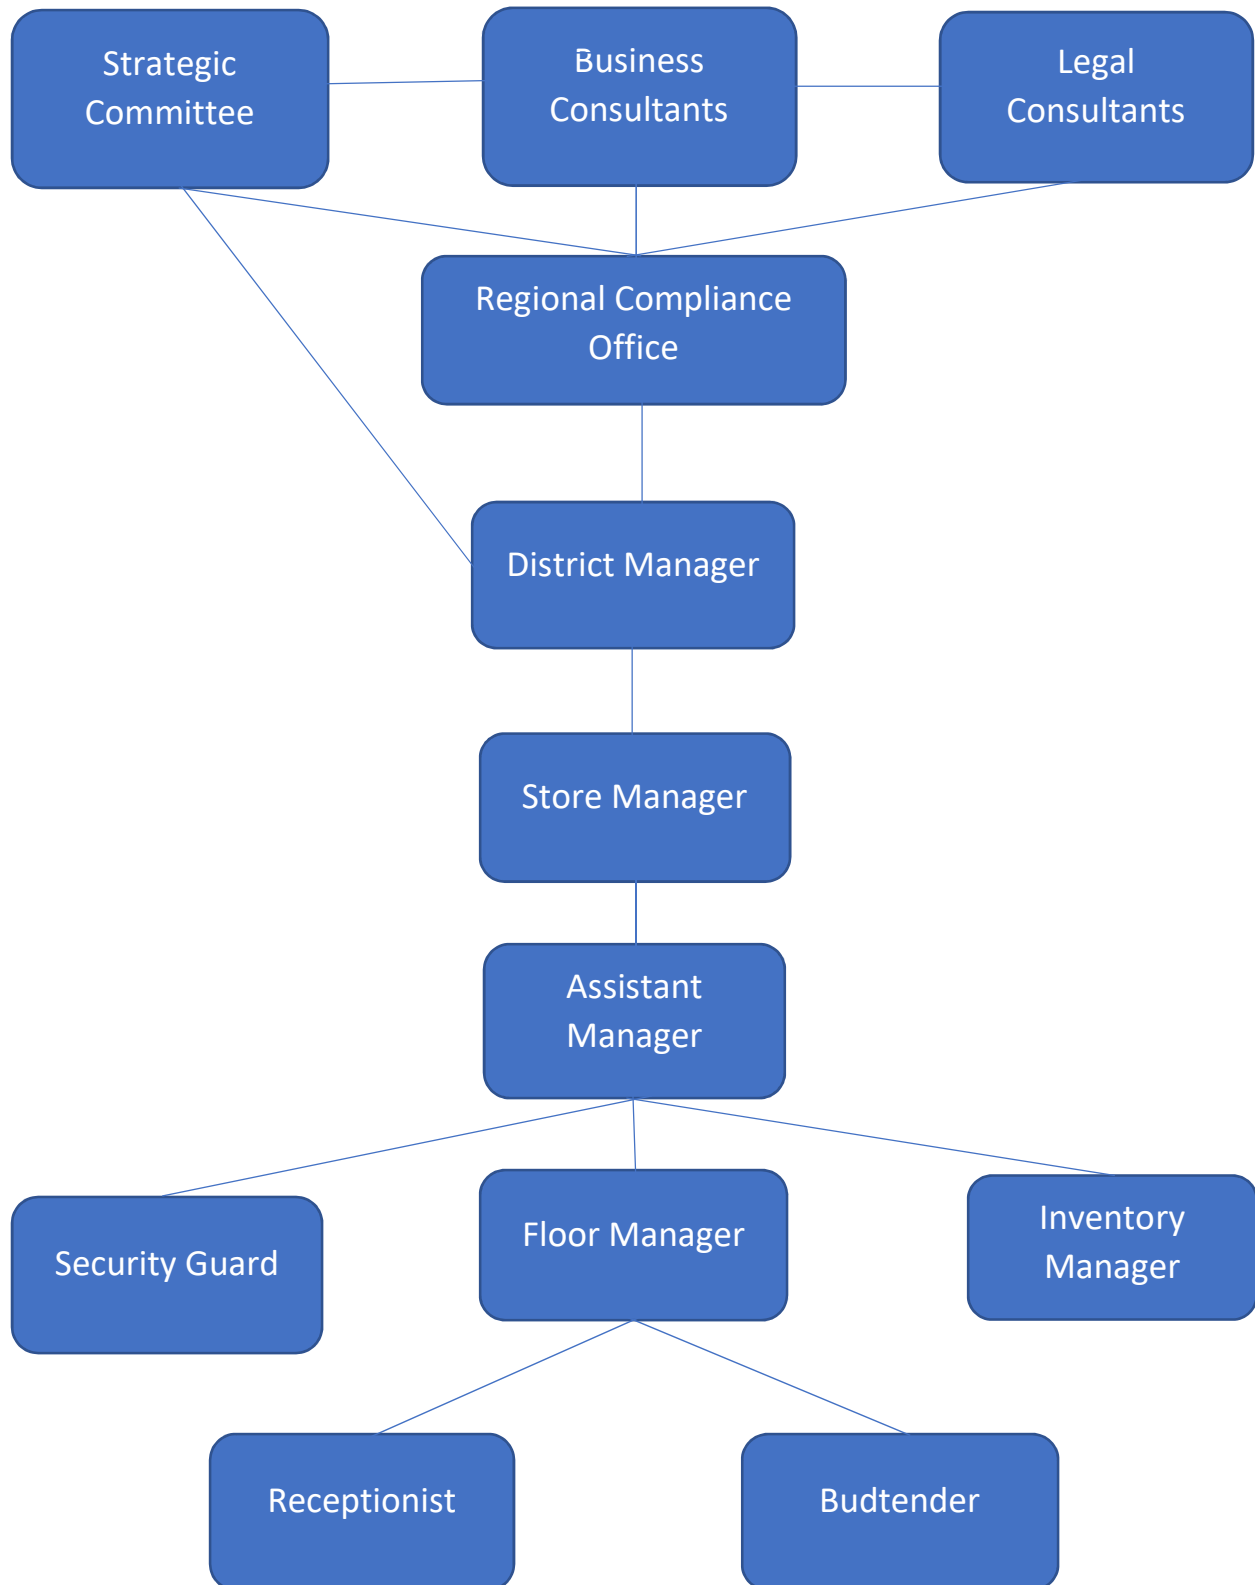 Strategic
Committee
Business
Consultants
Legal
Consultants
Regional Compliance
Office
District Manager
Store Manager
Assistant
Manager
Security Guard
Floor Manager
Inventory
Manager
Receptionist
Budtender